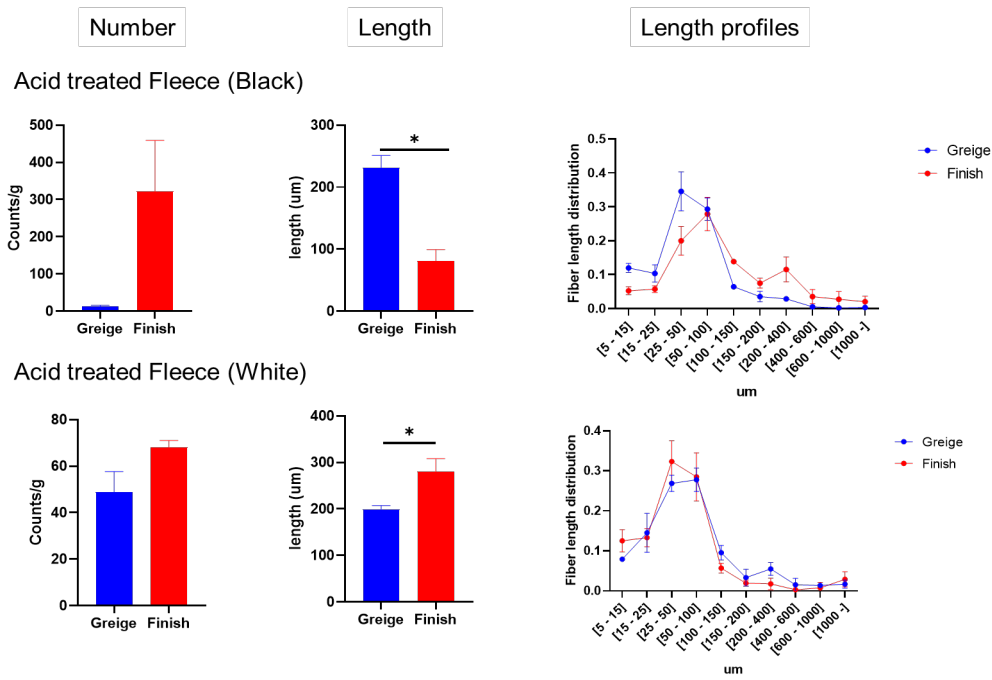 Number
Length
Length profiles
Acid treated Fleece (Black)
Counts/g
500
400
300
200
100
0
Greige
Finish
length (um)
300
200
100
0
*
Greige
Finish
Fiber length distribution
0.5
0.4
0.3
0.2
0.1
0.0
[5 - 15]
[15 - 25]
[25 - 50]
[50 - 100]
[100 - 150]
[150 - 200]
[200 - 400]
[400 - 600]
[600 - 1000]
[1000 - ]
um
Greige
Finish
Acid treated Fleece (White)
Counts/g
80
60
40
20
0
Greige
Finish
length (um)
400
300
200
100
0
*
Greige
Finish
Fiber length distribution
0.4
0.3
0.2
0.1
0.0
[5 - 15]
[15 - 25]
[25 - 50]
[50 - 100]
[100 - 150]
[150 - 200]
[200 - 400]
[400 - 600]
[600 - 1000]
[1000 - ]
um
Greige
Finish